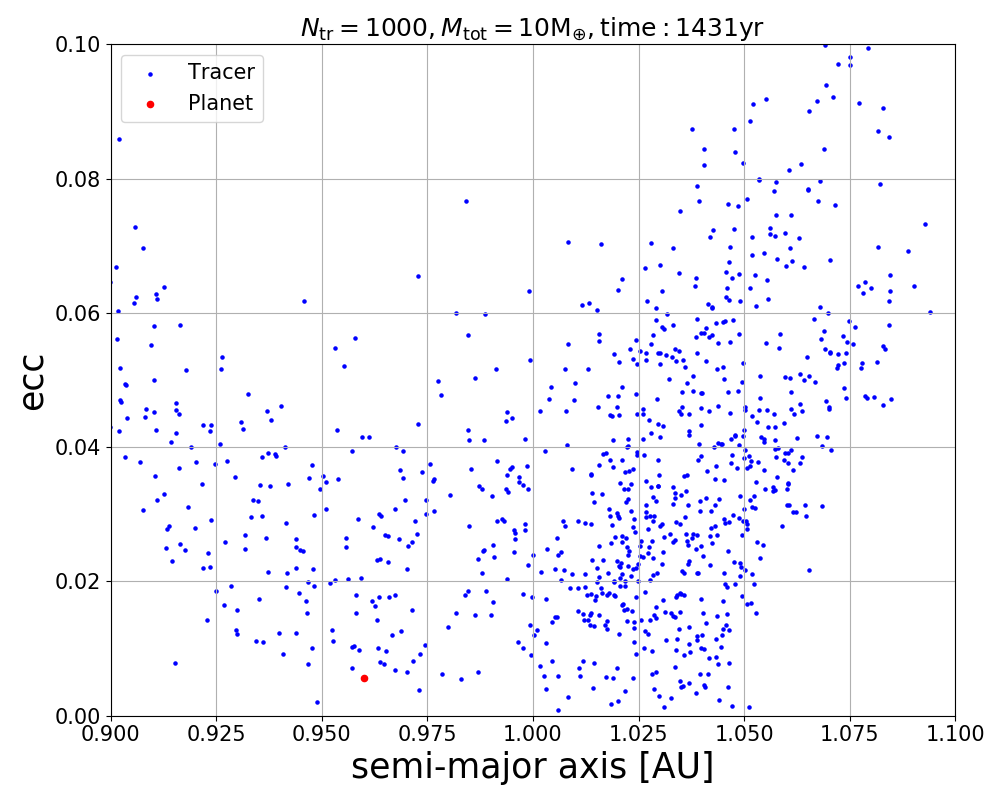 N_tr = 1000, M_tot = 10M_⊕, time : 1431yr
Tracer
Planet
ecc
0.10
0.08
0.06
0.04
0.02
0.00
0.900 0.925 0.950 0.975 1.000 1.025 1.050 1.075 1.100
semi-major axis [AU]